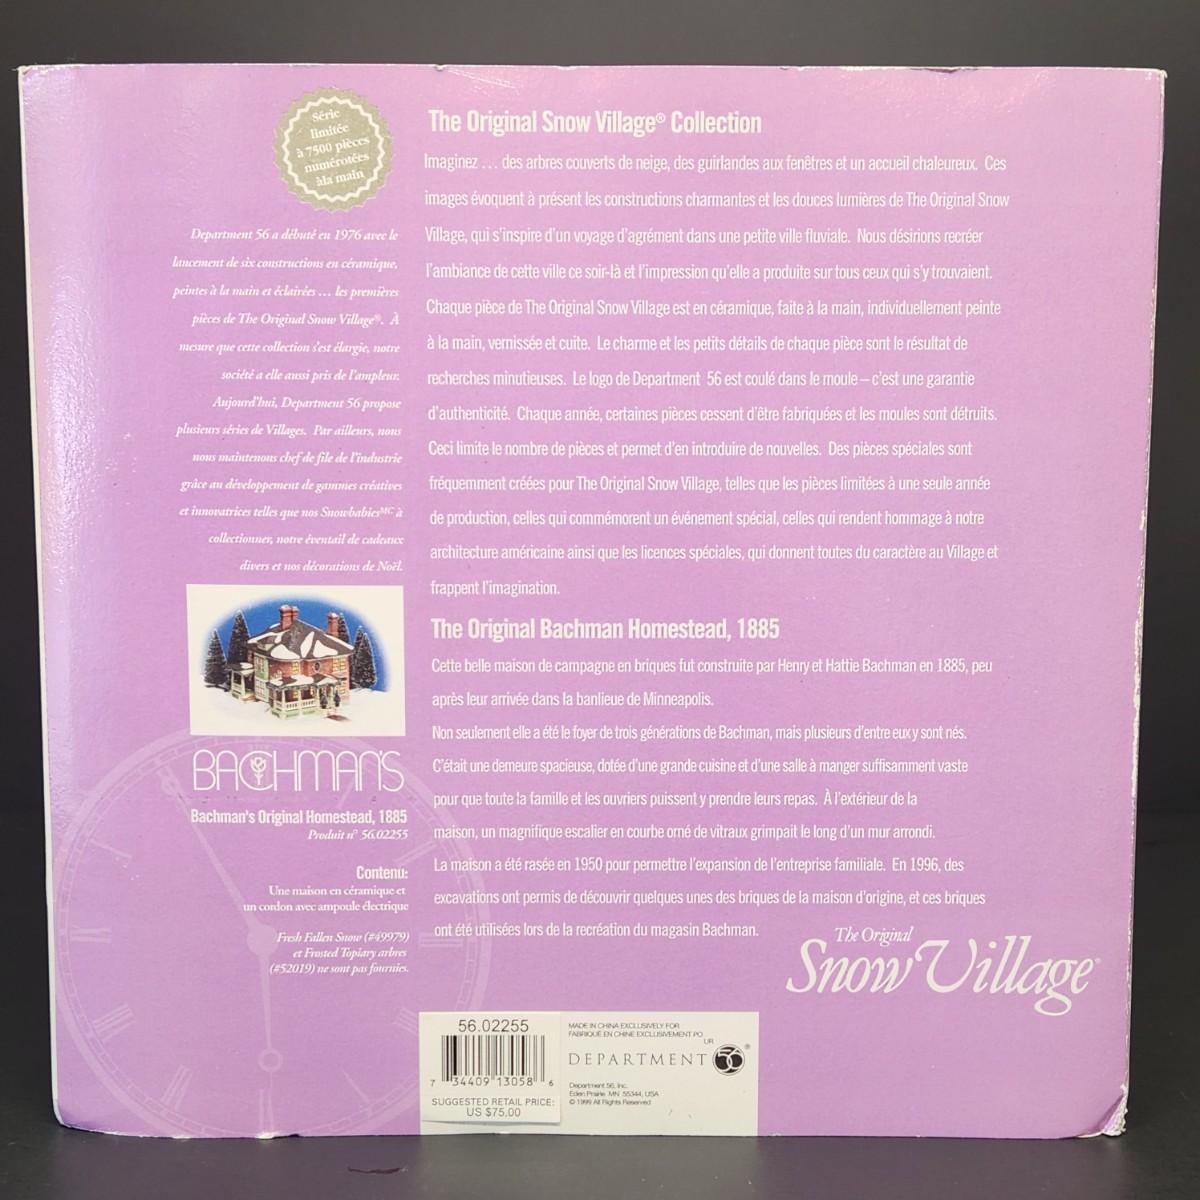 Série
limitée
à 7500 pièces
numérotées
àla main
Department 56 a débuté en 1976 avec le
lancement de six constructions en céramique,
peintes à la main et éclairées … les premières
pièces de The Original Snow Village®. À
mesure que cette collection s'est élargie, notre
société a elle aussi pris de l'ampleur.
Aujourd'hui, Department 56 propose
plusieurs séries de Villages. Par ailleurs, nous
nous maintenons chef de file de l'industrie
grâce au développement de gammes créatives
et innovatrices telles que nos Snowbabies MC à
collectionner, notre éventail de cadeaux
divers et nos décorations de Noël.
BACHMAN'S
Bachman's Original Homestead, 1885
Produit n° 56.02255
Contenu:
Une maison en céramique et
un cordon avec ampoule électrique
Fresh Fallen Snow (#49979)
et Frosted Topiary arbres
(#52019) ne sont pas fournies.
The Original Snow Village® Collection
Imaginez … des arbres couverts de neige, des guirlandes aux fenêtres et un accueil chaleureux. Ces
images évoquent à présent les constructions charmantes et les douces lumières de The Original Snow
Village, qui s'inspire d'un voyage d'agrément dans une petite ville fluviale. Nous désirions recréer
l'ambiance de cette ville ce soir-là et l'impression qu'elle a produite sur tous ceux qui s'y trouvaient.
Chaque pièce de The Original Snow Village est en céramique, faite à la main, individuellement peinte
à la main, vernissée et cuite. Le charme et les petits détails de chaque pièce sont le résultat de
recherches minutieuses. Le logo de Department 56 est coulé dans le moule – c'est une garantie
d'authenticité. Chaque année, certaines pièces cessent d'être fabriquées et les moules sont détruits.
Ceci limite le nombre de pièces et permet d'en introduire de nouvelles. Des pièces spéciales sont
fréquemment créées pour The Original Snow Village, telles que les pièces limitées à une seule année
de production, celles qui commémorent un événement spécial, celles qui rendent hommage à notre
architecture américaine ainsi que les licences spéciales, qui donnent toutes du caractère au Village et
frappent l'imagination.
The Original Bachman Homestead, 1885
Cette belle maison de campagne en briques fut construite par Henry et Hattie Bachman en 1885, peu
après leur arrivée dans la banlieue de Minneapolis.
Non seulement elle a été le foyer de trois générations de Bachman, mais plusieurs d'entre eux y sont nés.
C'était une demeure spacieuse, dotée d'une grande cuisine et d'une salle à manger suffisamment vaste
pour que toute la famille et les ouvriers puissent y prendre leurs repas. À l'extérieur de la
maison, un magnifique escalier en courbe orné de vitraux grimpait le long d'un mur arrondi.
La maison a été rasée en 1950 pour permettre l'expansion de l'entreprise familiale. En 1996, des
excavations ont permis de découvrir quelques unes des briques de la maison d'origine, et ces briques
ont été utilisées lors de la recréation du magasin Bachman.
The Original
Snow Village®
56.02255
7 34409 13058 6
SUGGESTED RETAIL PRICE:
US $75.00
MADE IN CHINA EXCLUSIVELY FOR
FABRIQUÉ EN CHINE EXCLUSIVEMENT PO
UR
DEPARTMENT 56®
Department 56, Inc.
Eden Prairie MN 55344, USA
© 1999 All Rights Reserved